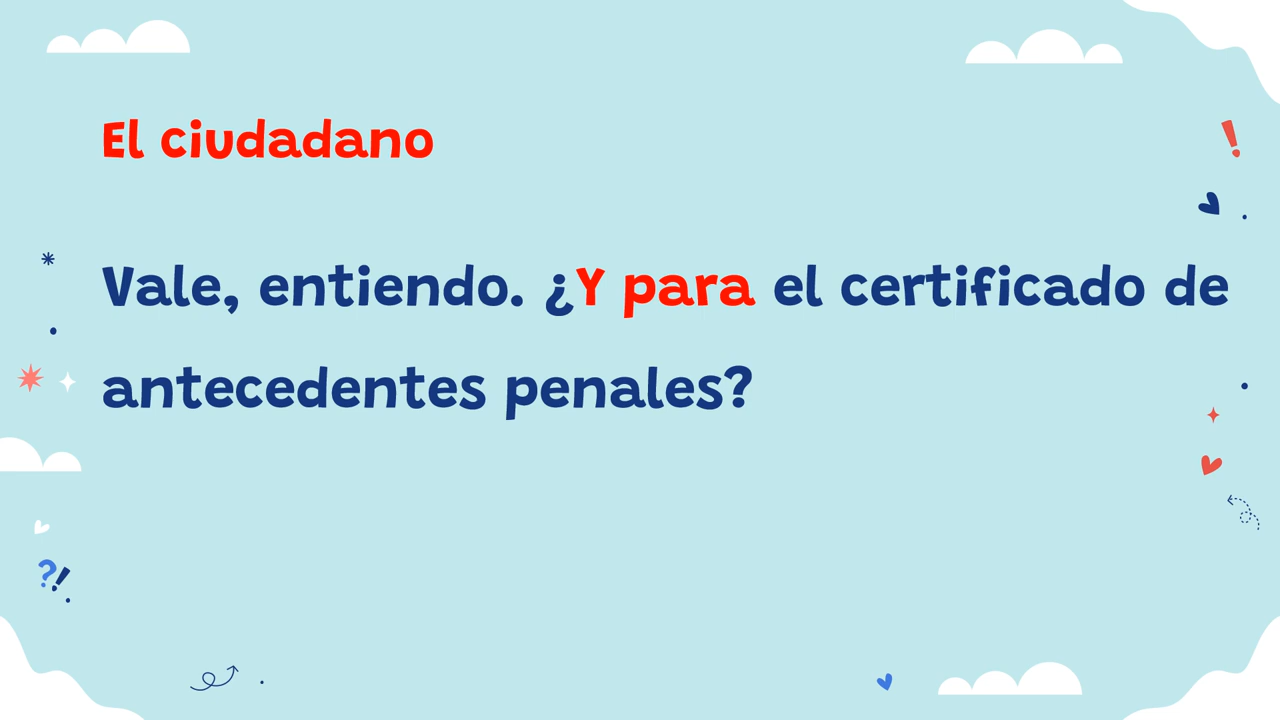 El ciudadano
Vale, entiendo. ¿Y para el certificado de
antecedentes penales?
?!
!